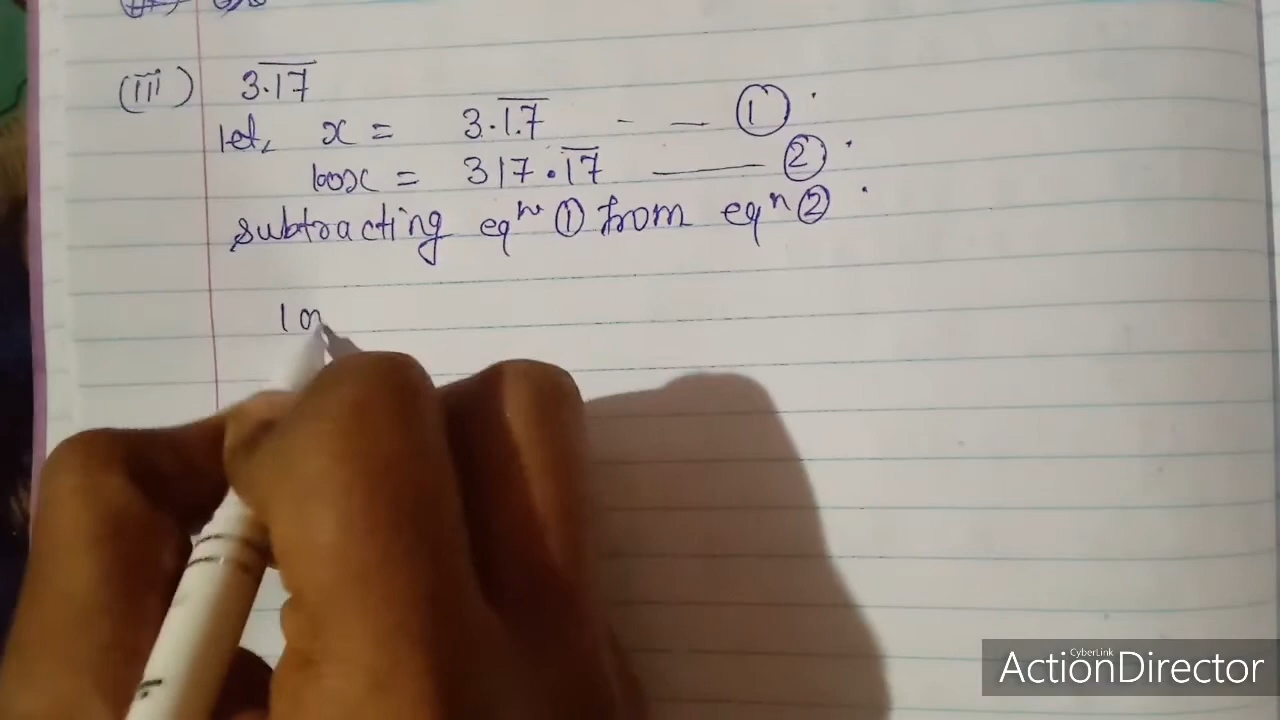 (iii) 3.1̅7̅
let, x = 3.1̅.7̅ - — ①
100x = 317.1̅7̅ — ②
subtracting eqⁿ ① from eqⁿ ②
10
CyberLink
ActionDirector